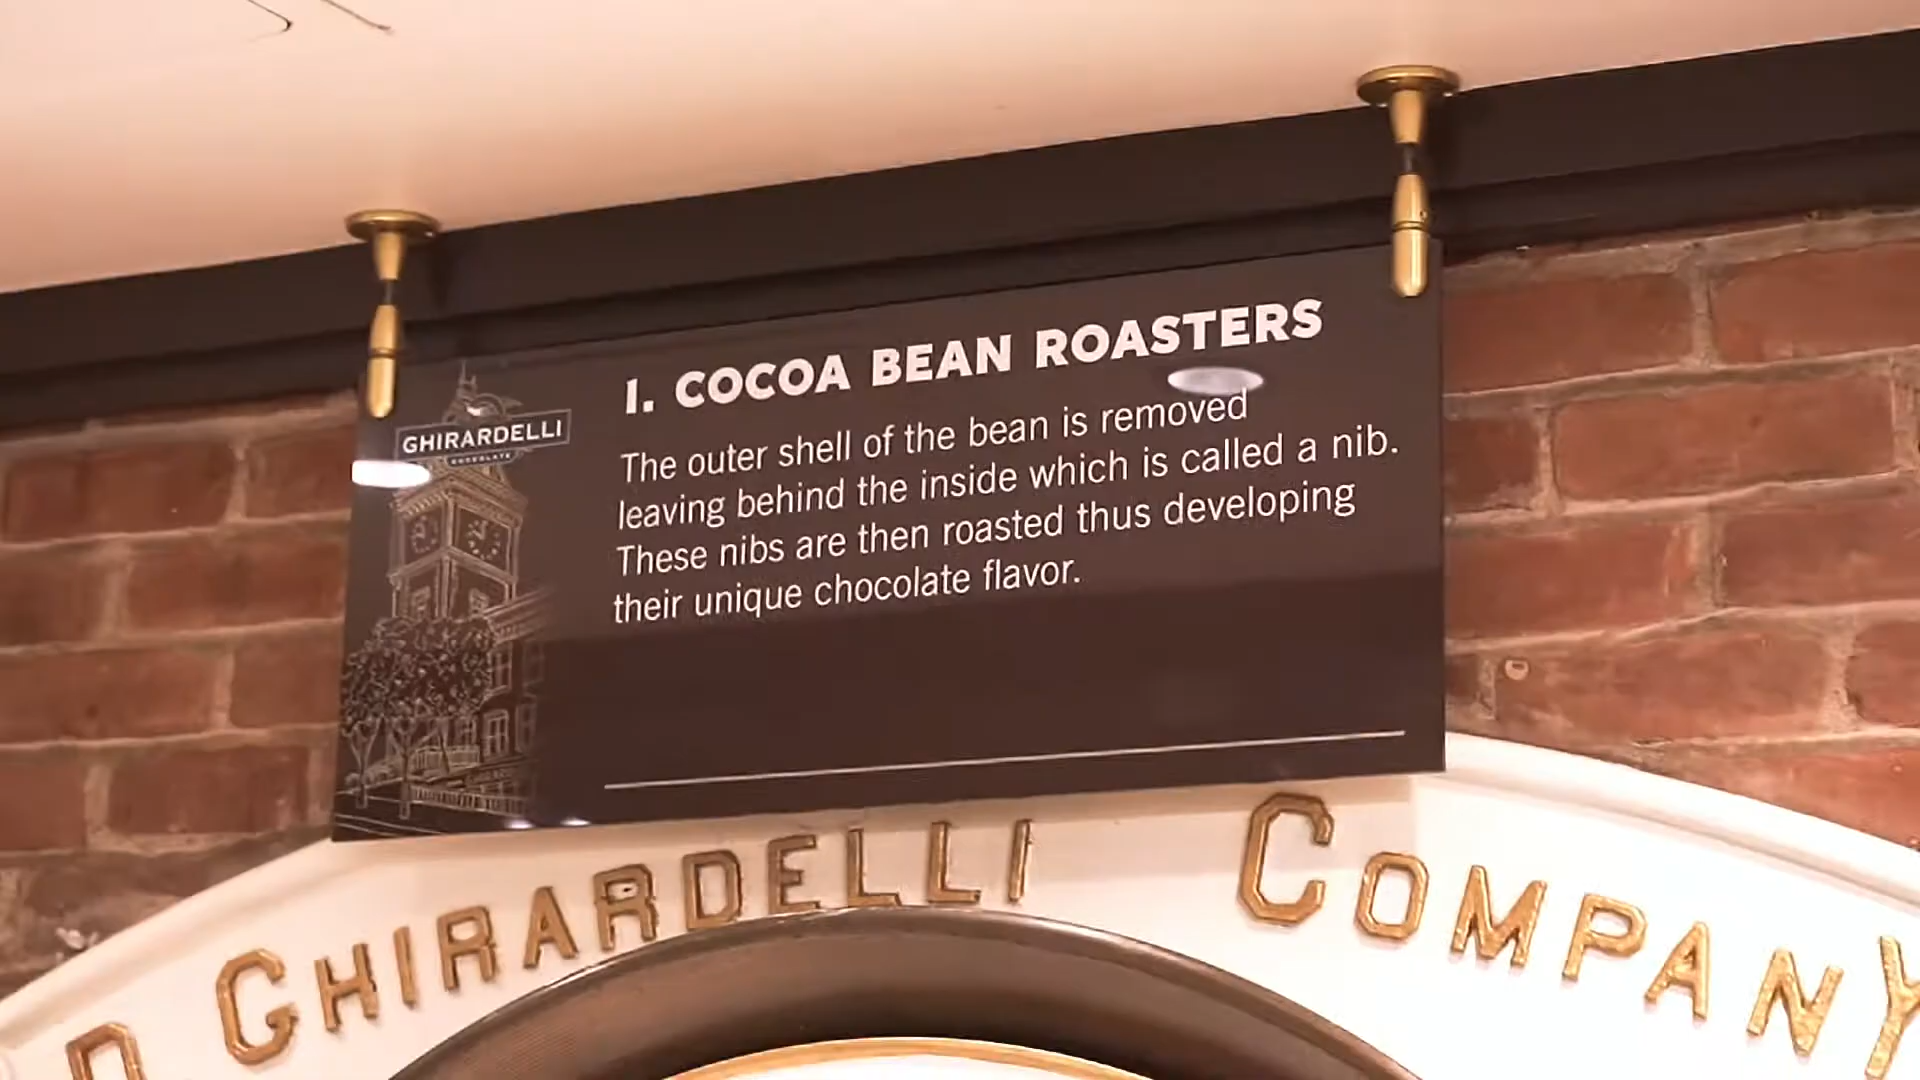 GHIRARDELLI
CHOCOLATE
1. COCOA BEAN ROASTERS
The outer shell of the bean is removed
leaving behind the inside which is called a nib.
These nibs are then roasted thus developing
their unique chocolate flavor.
GHIRARDELLI COMPANY